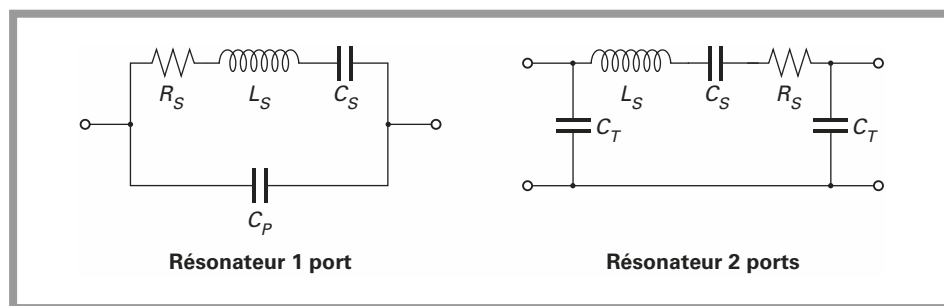 R_S L_S C_S
C_P
Résonateur 1 port
L_S C_S R_S
C_T C_T
Résonateur 2 ports